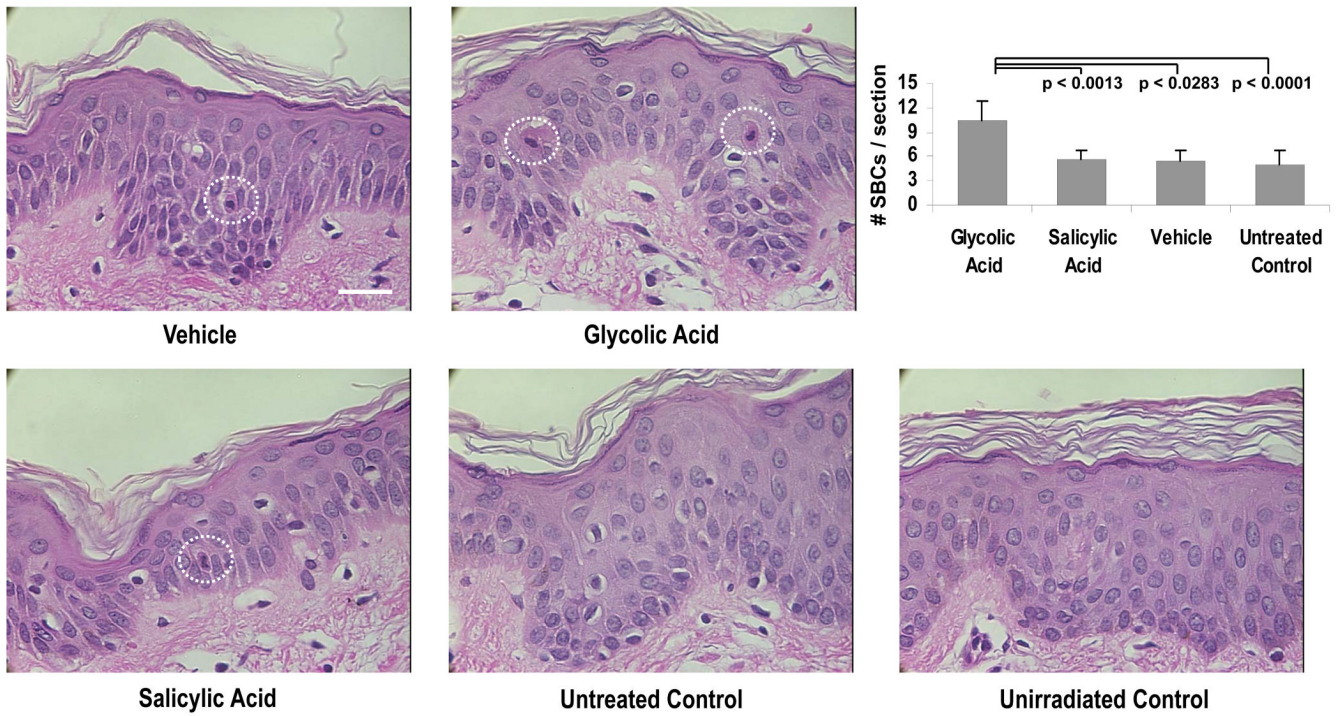 Vehicle
Glycolic Acid
# SBCs / section
15
12
9
6
3
0
p < 0.0013 p < 0.0283 p < 0.0001
Glycolic Acid
Salicylic Acid
Vehicle
Untreated Control
Salicylic Acid
Untreated Control
Unirradiated Control